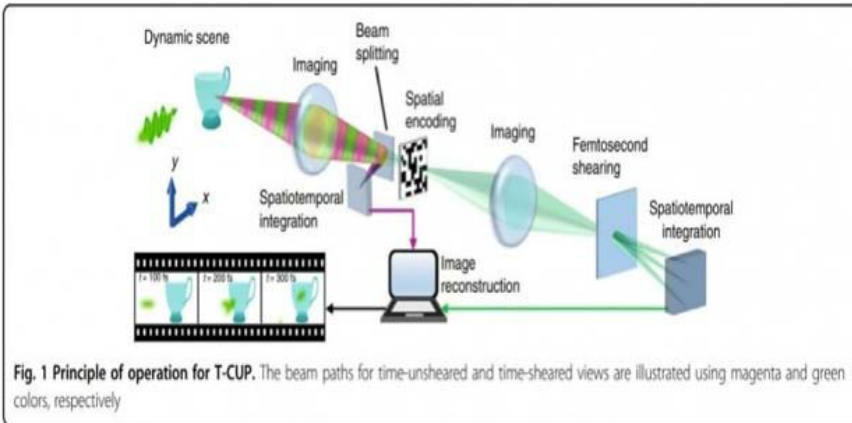 Dynamic scene
Imaging
Beam
splitting
Spatial
encoding
Imaging
Femtosecond
shearing
Spatiotemporal
integration
Spatiotemporal
integration
y
x
Image
reconstruction
t = 100 fs
t = 200 fs
t = 300 fs
Fig. 1 Principle of operation for T-CUP. The beam paths for time-unsheared and time-sheared views are illustrated using magenta and green
colors, respectively